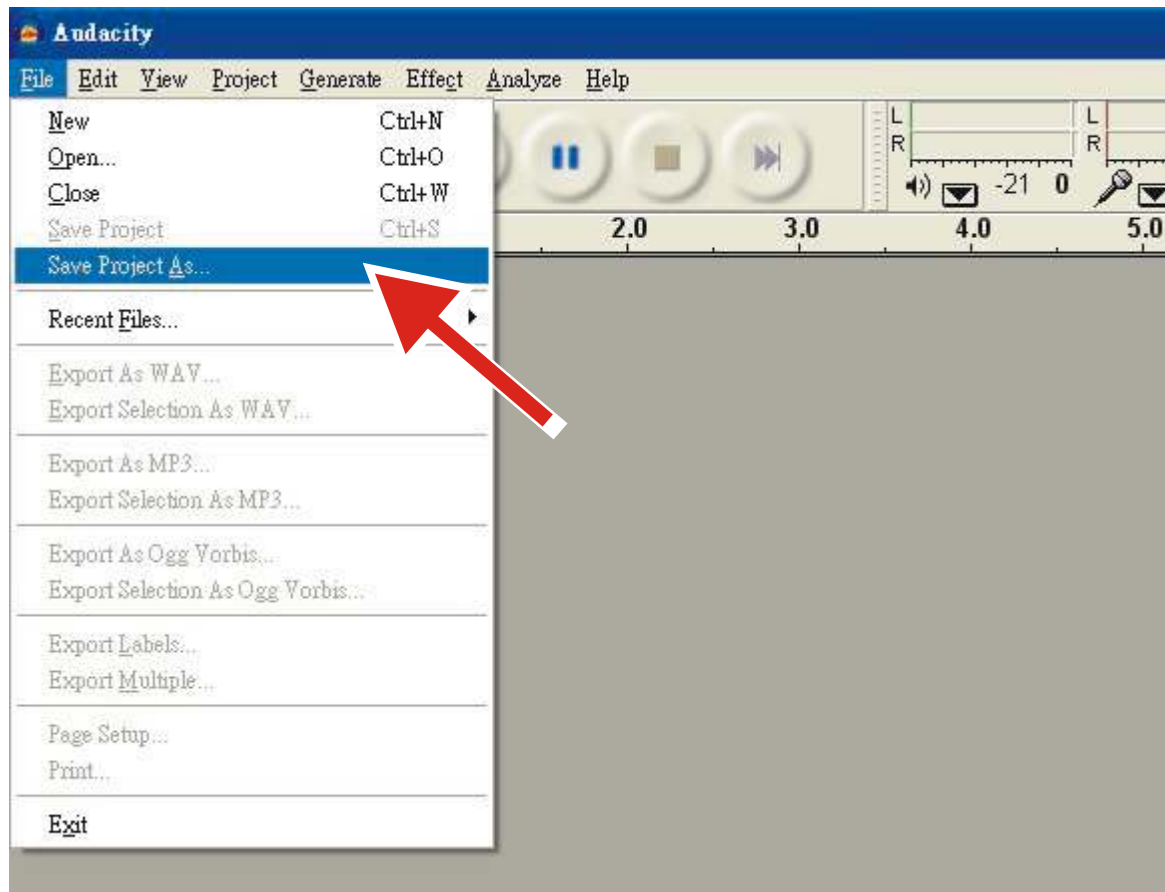 Audacity
File Edit View Project Generate Effect Analyze Help
New Ctrl+N
Open... Ctrl+O
Close Ctrl+W
Save Project Ctrl+S
Save Project As...
Recent Files...
Export As WAV...
Export Selection As WAV...
Export As MP3...
Export Selection As MP3...
Export As Ogg Vorbis...
Export Selection As Ogg Vorbis...
Export Labels...
Export Multiple...
Page Setup...
Print...
Exit
L L
R R
-21 0
2.0 3.0 4.0 5.0